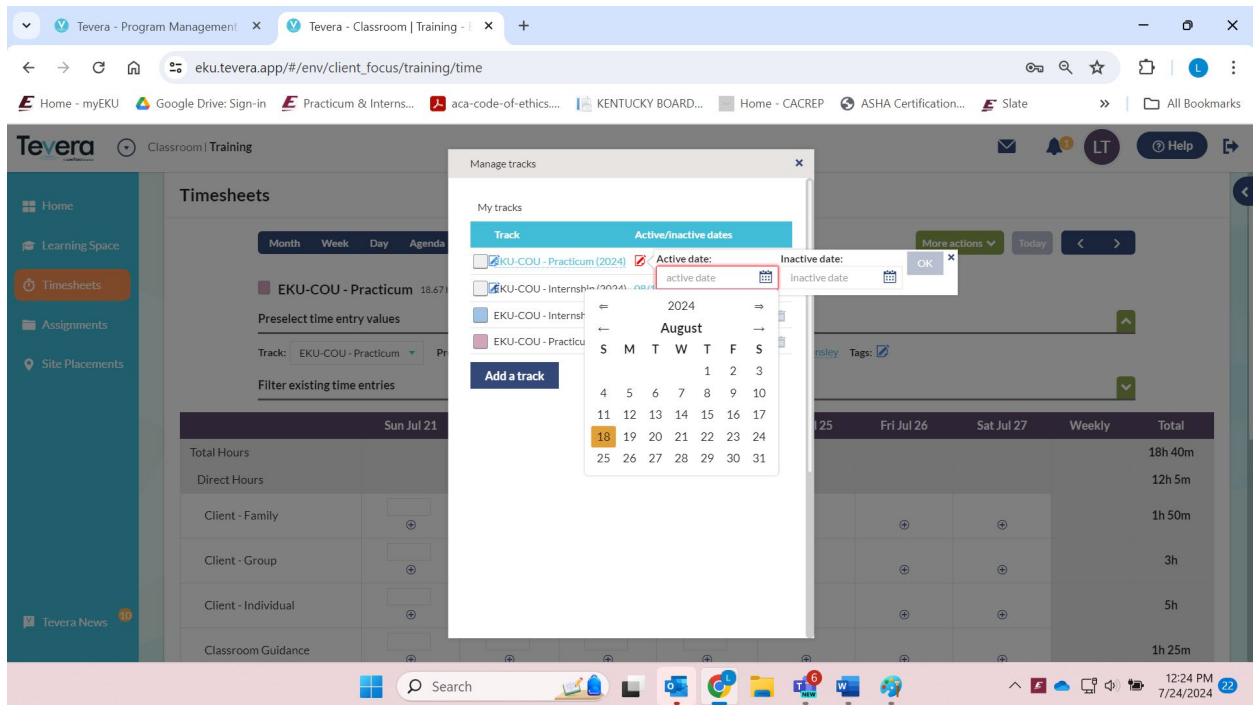 Tevera - Program Management
Tevera - Classroom | Training - E
eku.tevera.app/#/env/client_focus/training/time
L
Home - myEKU Google Drive: Sign-in Practicum & Interns... aca-code-of-ethics.... KENTUCKY BOARD... Home - CACREP ASHA Certification... Slate » All Bookmarks
Tevera Classroom | Training
1 LT Help
Home
Learning Space
Timesheets
Assignments
Site Placements
Tevera News 10
Timesheets
Month Week Day Agenda
More actions Today
EKU-COU - Practicum 18.67
Preselect time entry values
Track: EKU-COU - Practicum
Tags:
Filter existing time entries
Sun Jul 21 Fri Jul 26 Sat Jul 27 Weekly Total
Total Hours 18h 40m
Direct Hours 12h 5m
Client - Family 1h 50m
Client - Group 3h
Client - Individual 5h
Classroom Guidance 1h 25m
Manage tracks
My tracks
Track Active/inactive dates
KU-COU - Practicum (2024)
KU-COU - Internship (2024)
EKU-COU - Internsh
EKU-COU - Practicu
Add a track
Active date: Inactive date:
active date inactive date OK
⇐ 2024 ⇒
← August →
S M T W T F S
1 2 3
4 5 6 7 8 9 10
11 12 13 14 15 16 17
18 19 20 21 22 23 24
25 26 27 28 29 30 31
Search
6
NEW
12:24 PM
7/24/2024
22